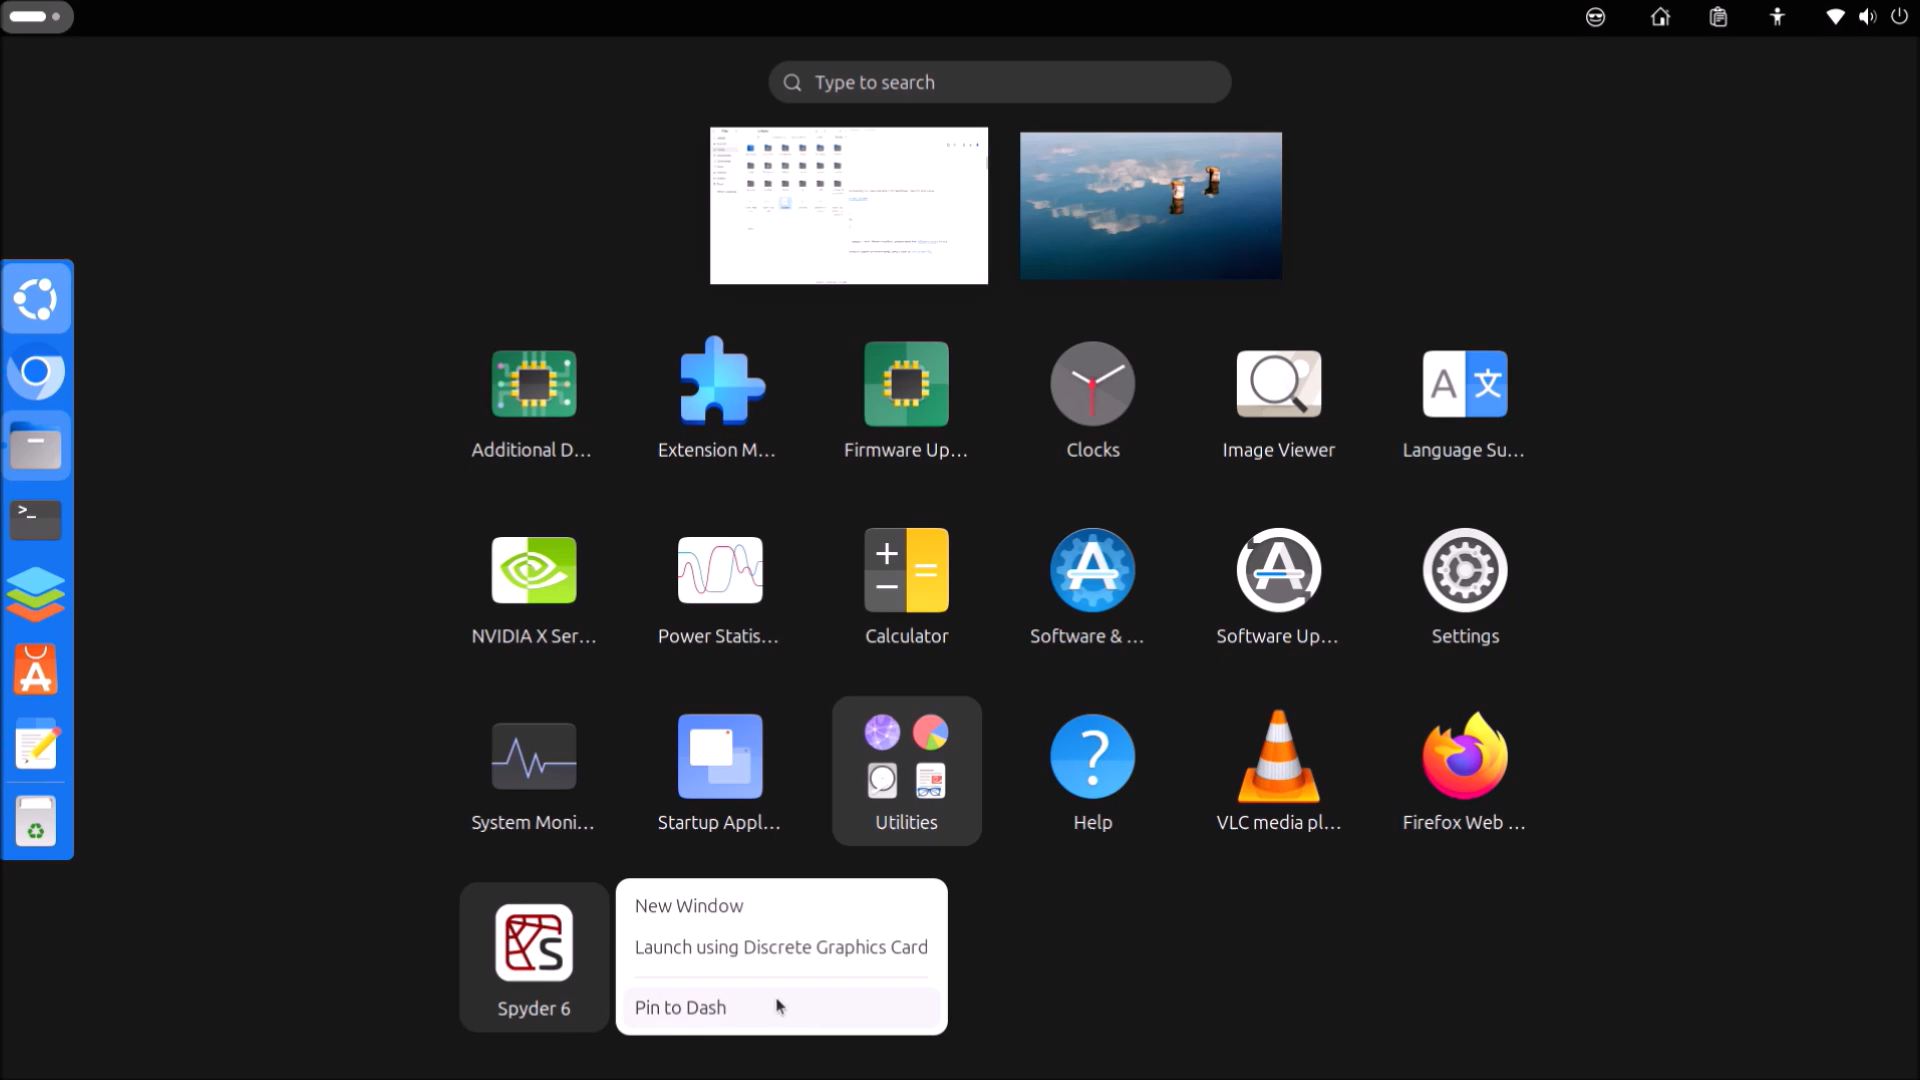 Type to search
Additional D...
Extension M...
Firmware Up...
Clocks
Image Viewer
Language Su...
NVIDIA X Ser...
Power Statis...
Calculator
Software & ...
Software Up...
Settings
System Moni...
Startup Appl...
Utilities
Help
VLC media pl...
Firefox Web ...
Spyder 6
New Window
Launch using Discrete Graphics Card
Pin to Dash